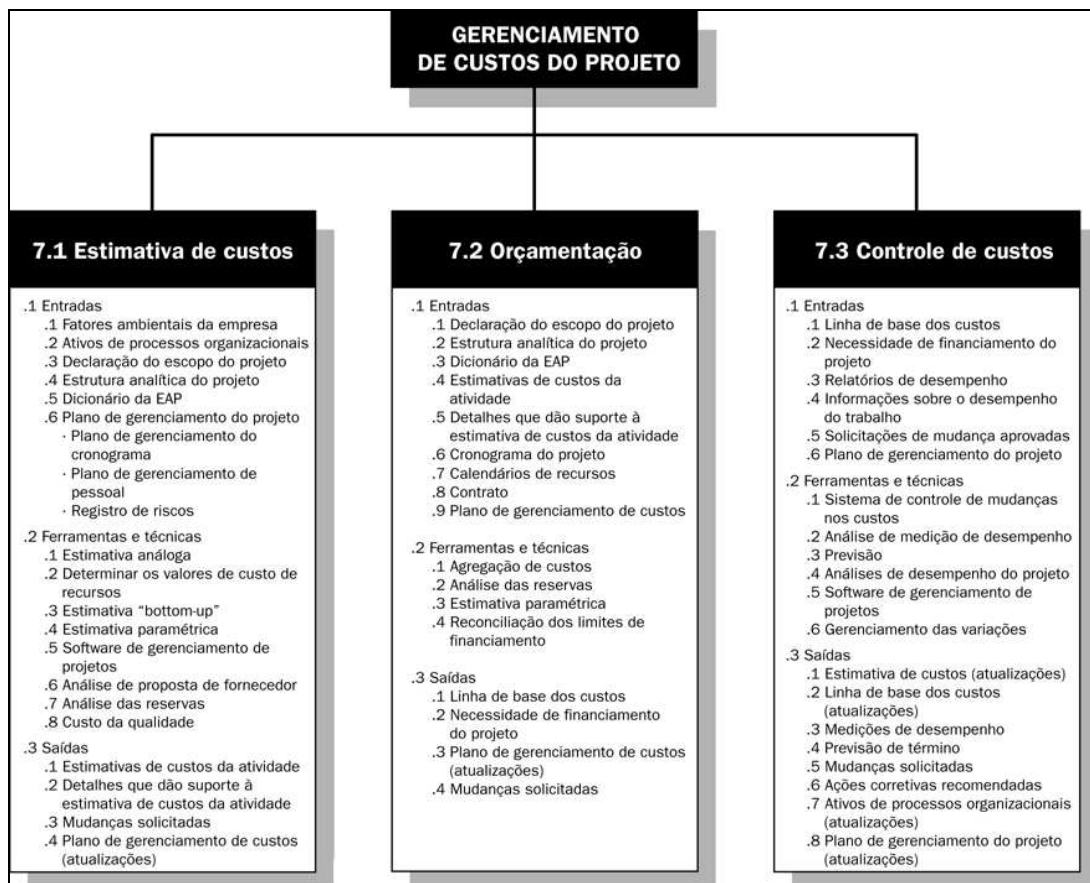 GERENCIAMENTO
DE CUSTOS DO PROJETO
7.1 Estimativa de custos
.1 Entradas
.1 Fatores ambientais da empresa
.2 Ativos de processos organizacionais
.3 Declaração do escopo do projeto
.4 Estrutura analítica do projeto
.5 Dicionário da EAP
.6 Plano de gerenciamento do projeto
· Plano de gerenciamento do
cronograma
· Plano de gerenciamento de
pessoal
· Registro de riscos
.2 Ferramentas e técnicas
.1 Estimativa análoga
.2 Determinar os valores de custo de
recursos
.3 Estimativa “bottom-up”
.4 Estimativa paramétrica
.5 Software de gerenciamento de
projetos
.6 Análise de proposta de fornecedor
.7 Análise das reservas
.8 Custo da qualidade
.3 Saídas
.1 Estimativas de custos da atividade
.2 Detalhes que dão suporte à
estimativa de custos da atividade
.3 Mudanças solicitadas
.4 Plano de gerenciamento de custos
(atualizações)
7.2 Orçamentação
.1 Entradas
.1 Declaração do escopo do projeto
.2 Estrutura analítica do projeto
.3 Dicionário da EAP
.4 Estimativas de custos da
atividade
.5 Detalhes que dão suporte à
estimativa de custos da atividade
.6 Cronograma do projeto
.7 Calendários de recursos
.8 Contrato
.9 Plano de gerenciamento de custos
.2 Ferramentas e técnicas
.1 Agregação de custos
.2 Análise das reservas
.3 Estimativa paramétrica
.4 Reconciliação dos limites de
financiamento
.3 Saídas
.1 Linha de base dos custos
.2 Necessidade de financiamento
do projeto
.3 Plano de gerenciamento de custos
(atualizações)
.4 Mudanças solicitadas
7.3 Controle de custos
.1 Entradas
.1 Linha de base dos custos
.2 Necessidade de financiamento do
projeto
.3 Relatórios de desempenho
.4 Informações sobre o desempenho
do trabalho
.5 Solicitações de mudança aprovadas
.6 Plano de gerenciamento do projeto
.2 Ferramentas e técnicas
.1 Sistema de controle de mudanças
nos custos
.2 Análise de medição de desempenho
.3 Previsão
.4 Análises de desempenho do projeto
.5 Software de gerenciamento de
projetos
.6 Gerenciamento das variações
.3 Saídas
.1 Estimativa de custos (atualizações)
.2 Linha de base dos custos
(atualizações)
.3 Medições de desempenho
.4 Previsão de término
.5 Mudanças solicitadas
.6 Ações corretivas recomendadas
.7 Ativos de processos organizacionais
(atualizações)
.8 Plano de gerenciamento do projeto
(atualizações)